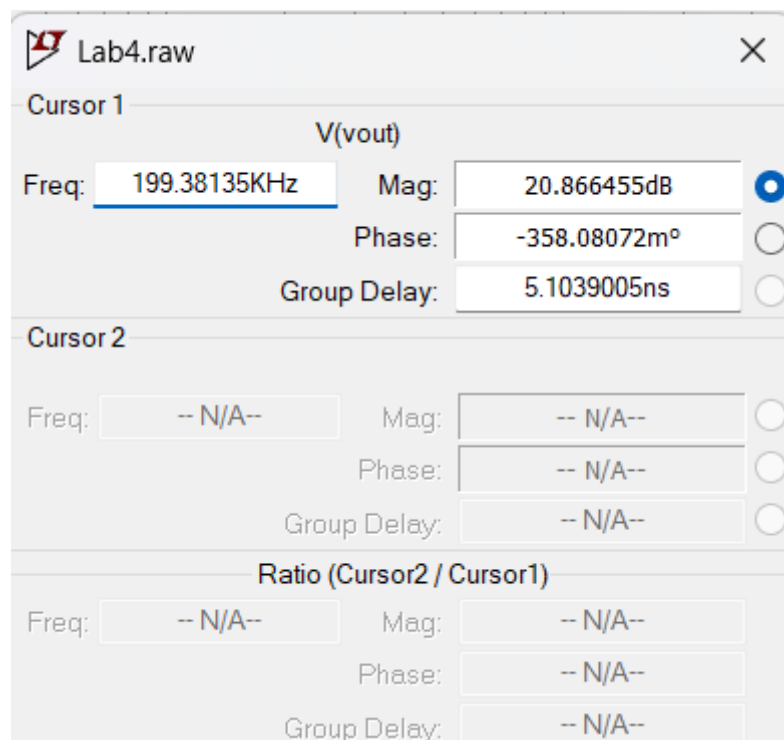 Lab4.raw
Cursor 1
V(vout)
Freq: 199.38135KHz Mag: 20.866455dB
Phase: -358.08072mº
Group Delay: 5.1039005ns
Cursor 2
Freq: -- N/A-- Mag: -- N/A--
Phase: -- N/A--
Group Delay: -- N/A--
Ratio (Cursor2 / Cursor1)
Freq: -- N/A-- Mag: -- N/A--
Phase: -- N/A--
Group Delay: -- N/A--